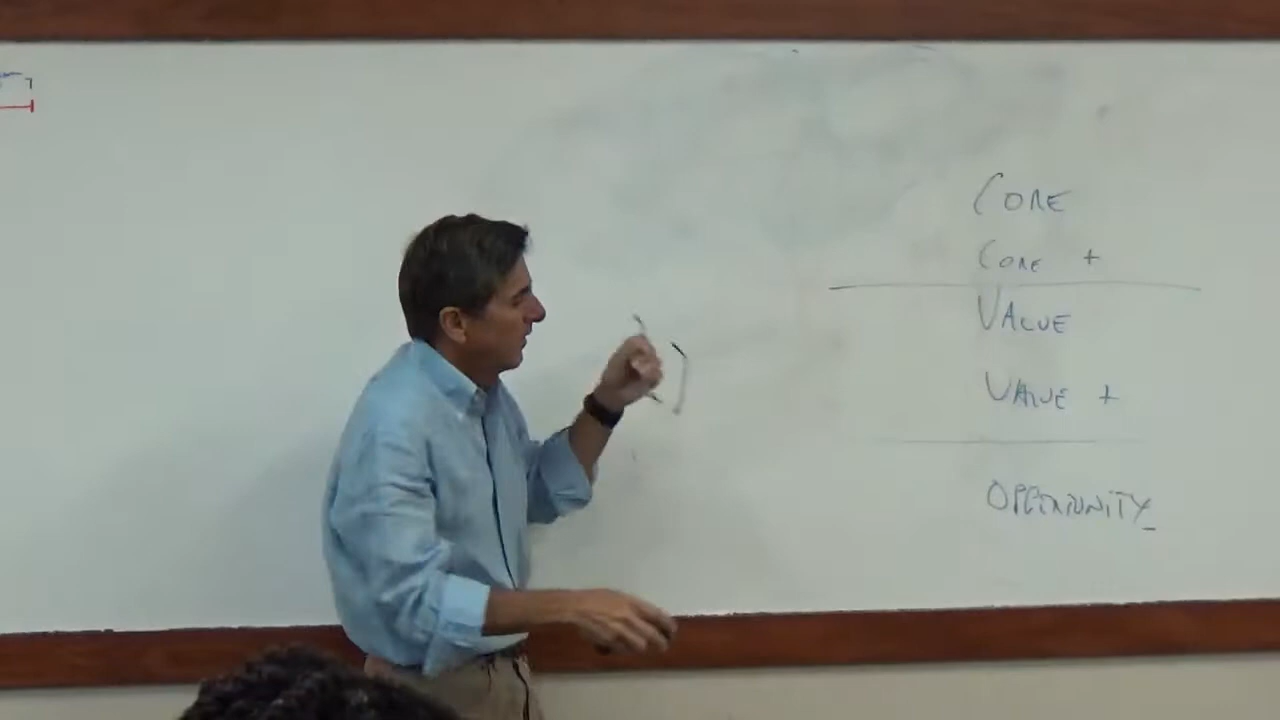 CORE
CORE +
VALUE
VALUE +
OPPORTUNITY